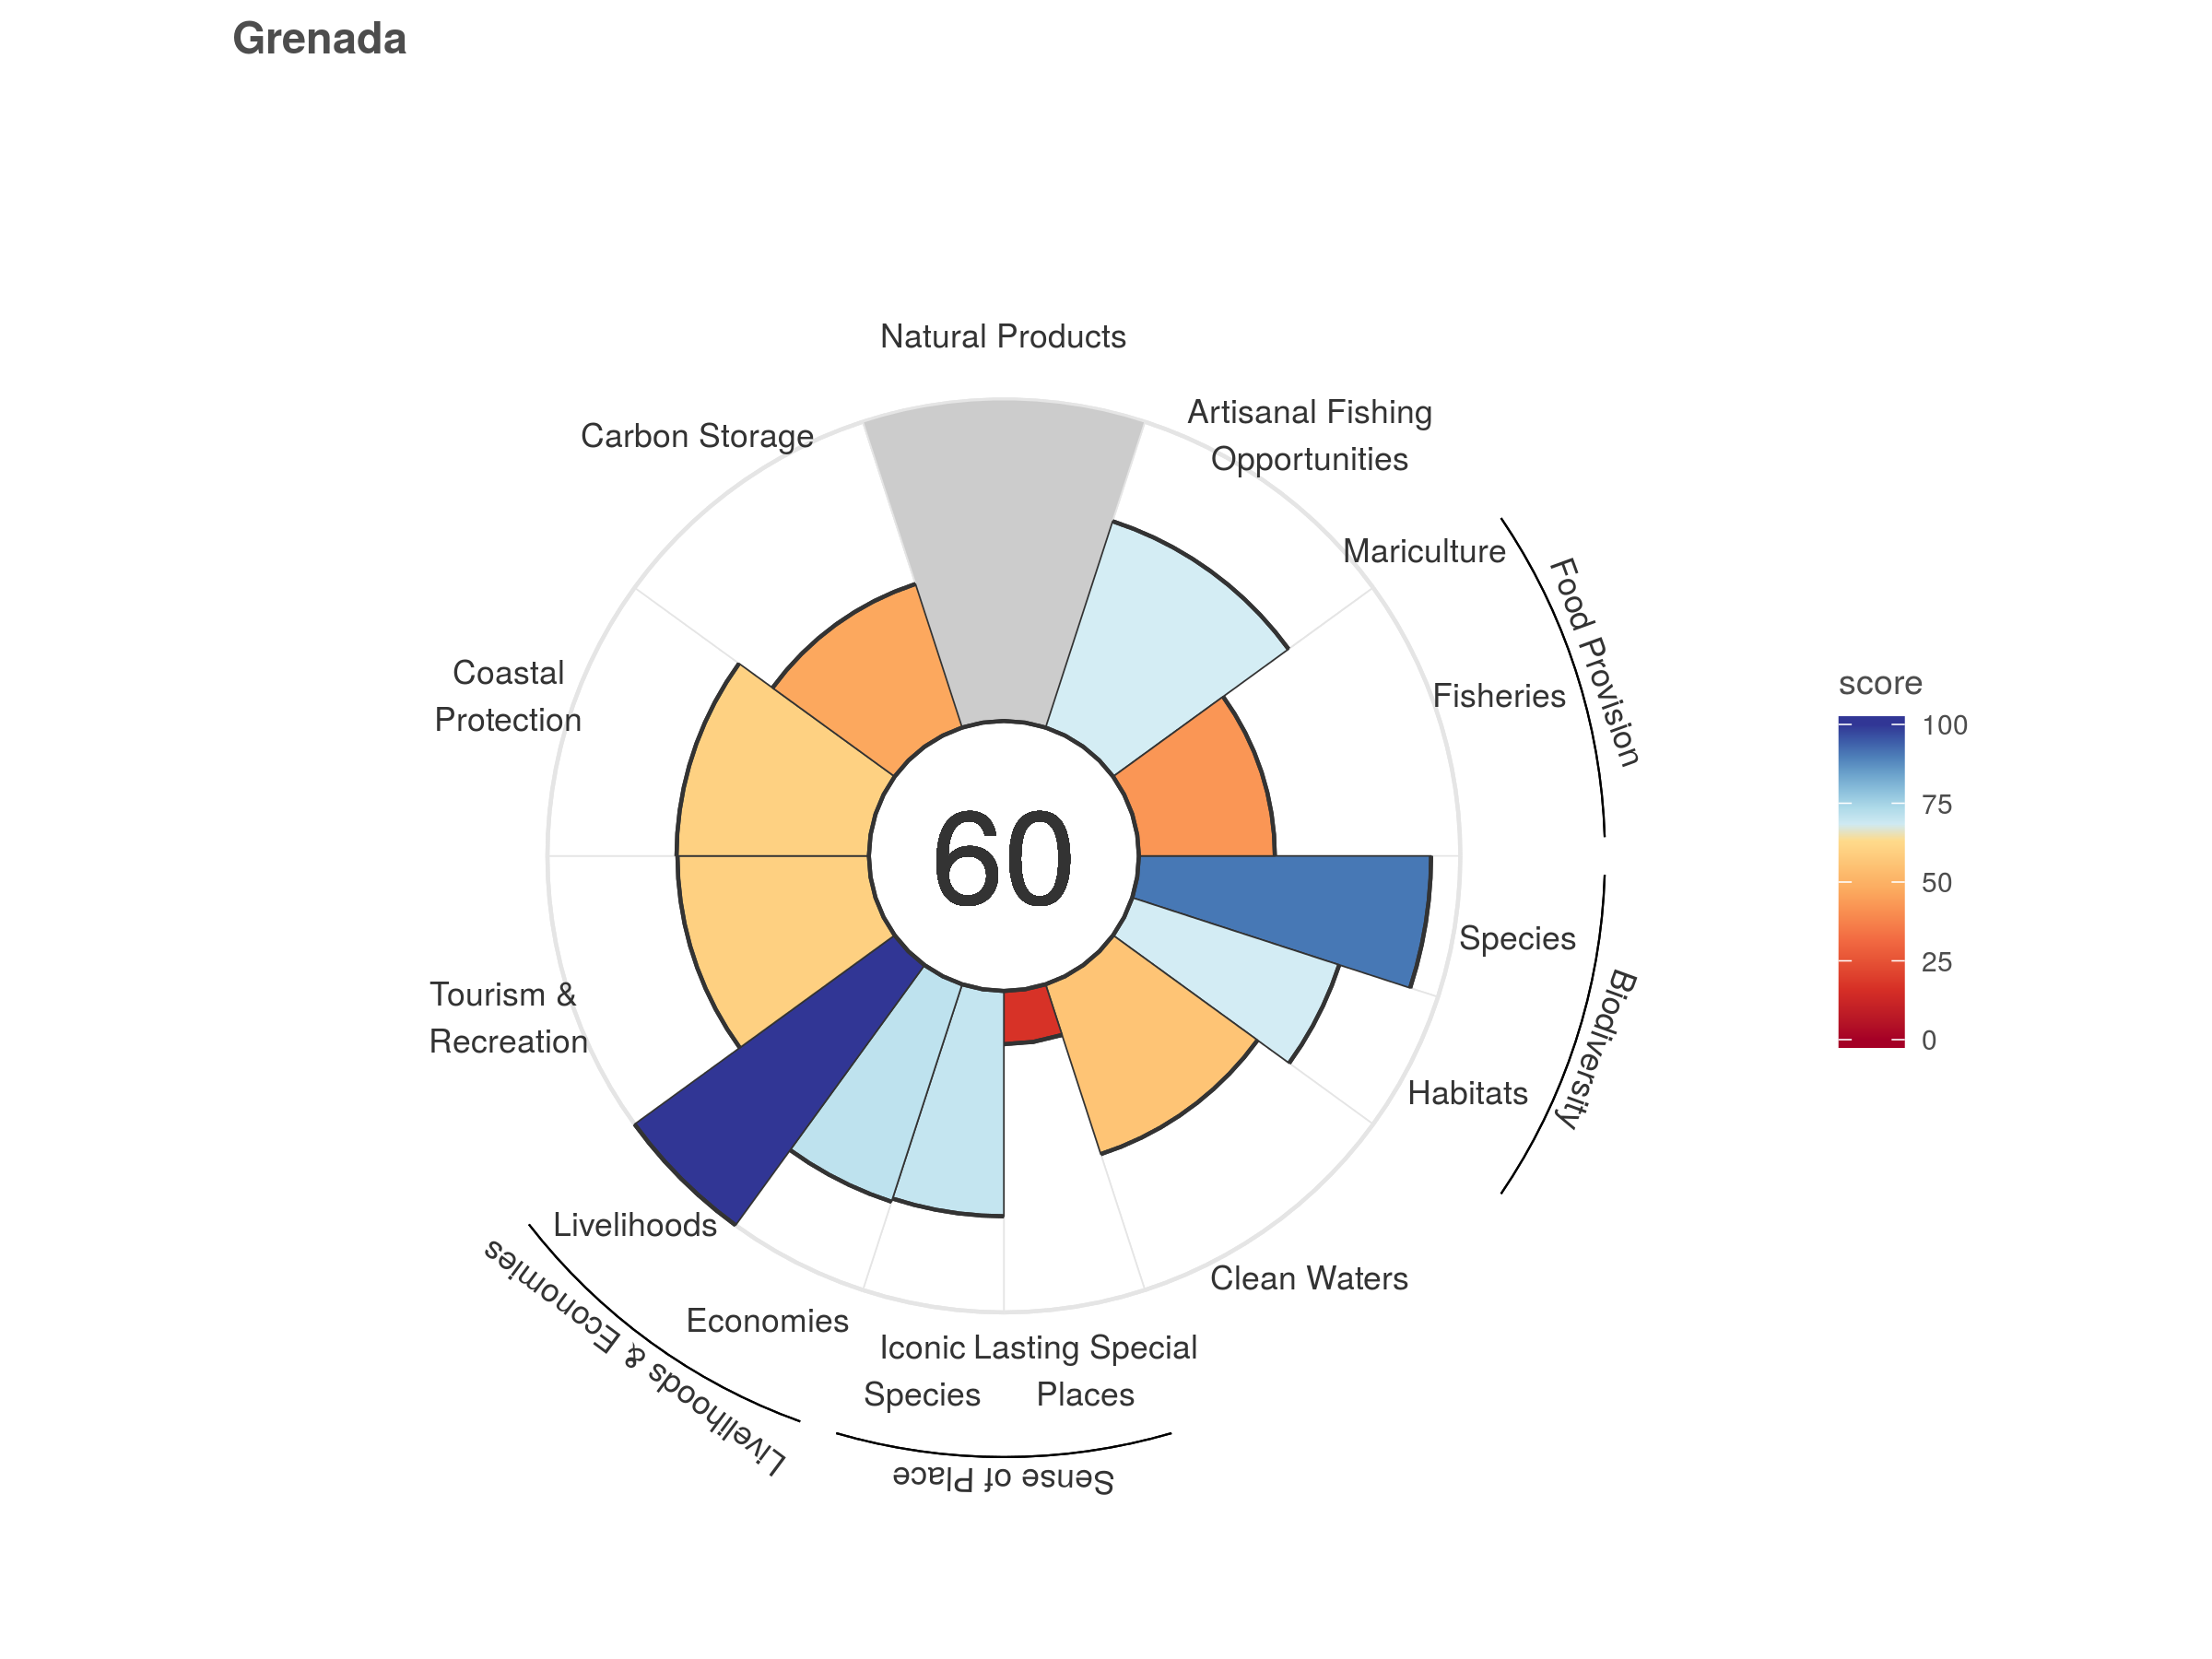 Grenada
Natural Products
Artisanal Fishing
Opportunities
Carbon Storage
Mariculture
Food Provision
Fisheries
Coastal
Protection
score
100
75
50
25
0
60
Species
Biodiversity
Habitats
Tourism &
Recreation
Livelihoods
Livelihoods & Economies
Economies
Clean Waters
Iconic
Species
Lasting Special
Places
Sense of Place